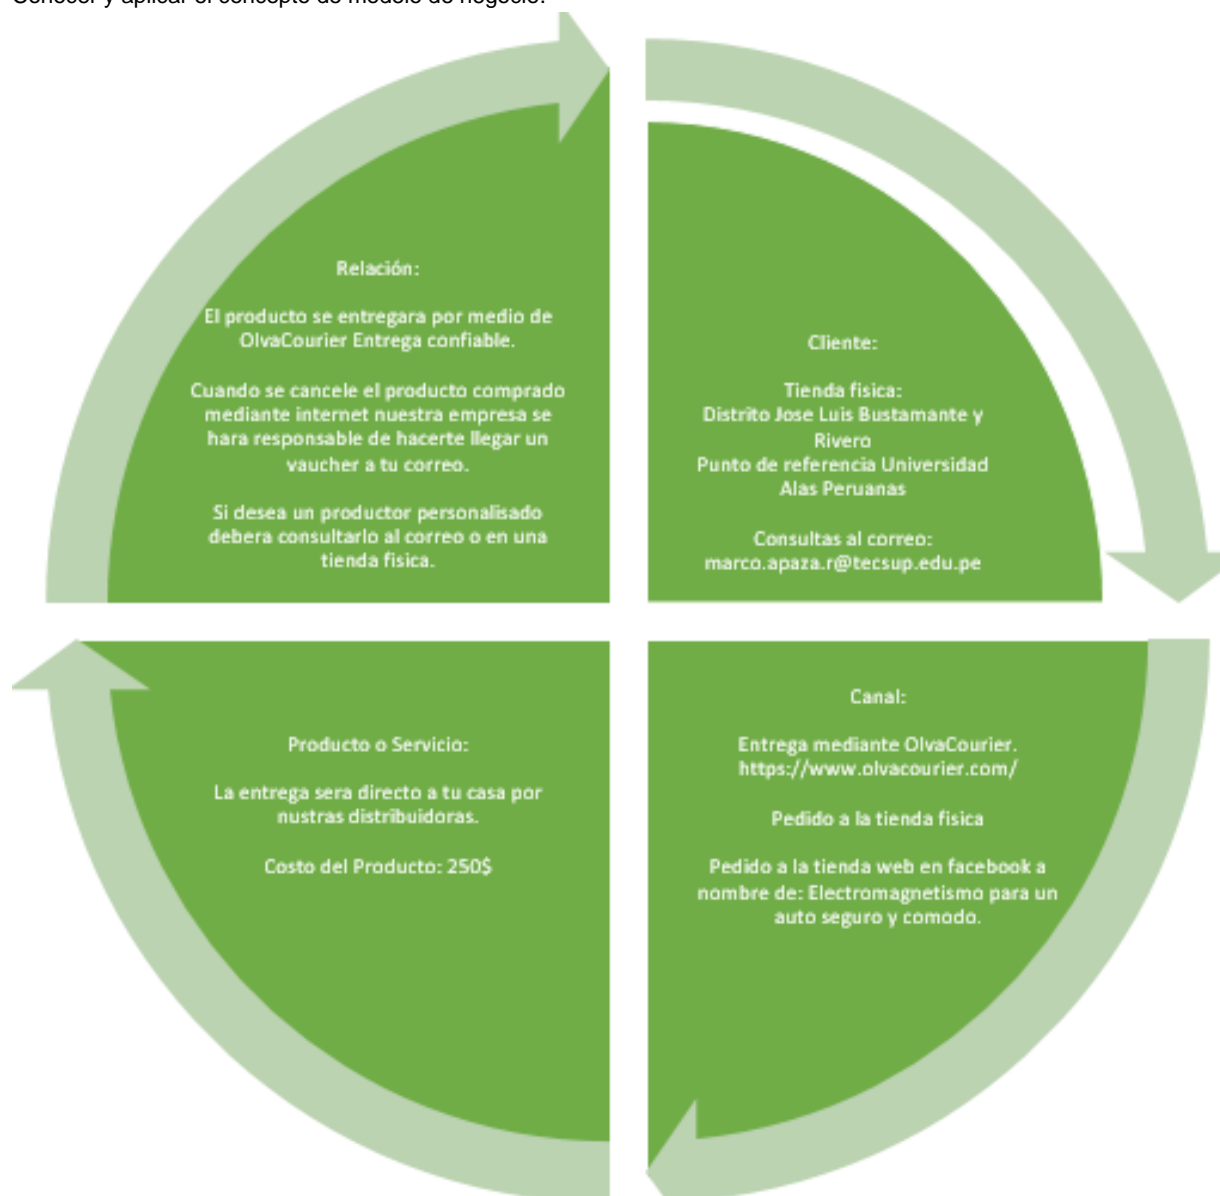 Conocer y aplicar el concepto de modelo de negocio.
Relación:
El producto se entregara por medio de
OlvaCourier Entrega confiable.
Cuando se cancele el producto comprado
mediante internet nuestra empresa se
hara responsable de hacerte llegar un
vaucher a tu correo.
Si desea un productor personalisado
debera consultarlo al correo o en una
tienda fisica.
Cliente:
Tienda fisica:
Distrito Jose Luis Bustamante y
Rivero
Punto de referencia Universidad
Alas Peruanas
Consultas al correo:
marco.apaza.r@tecsup.edu.pe
Producto o Servicio:
La entrega sera directo a tu casa por
nustras distribuidoras.
Costo del Producto: 250$
Canal:
Entrega mediante OlvaCourier.
https://www.olvacourier.com/
Pedido a la tienda fisica
Pedido a la tienda web en facebook a
nombre de: Electromagnetismo para un
auto seguro y comodo.